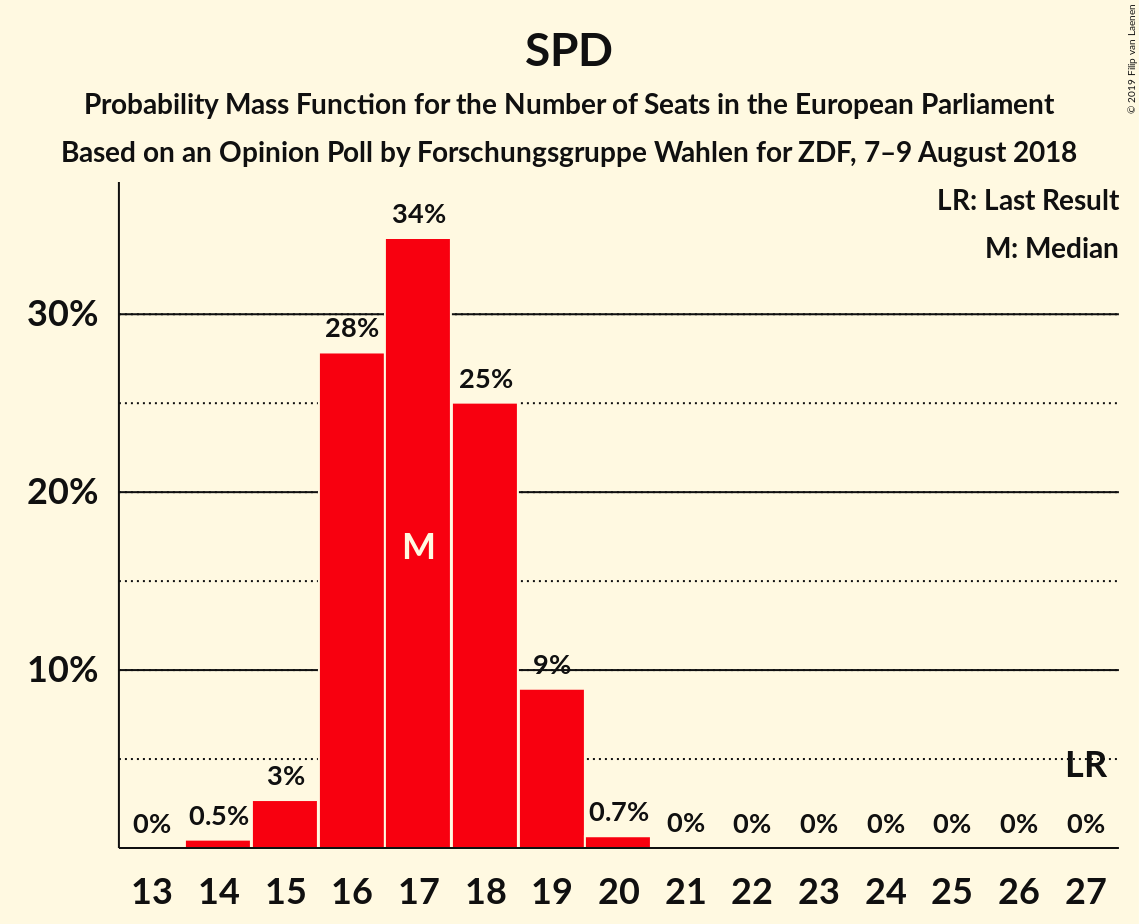 © 2019 Filip van Laenen
SPD
Probability Mass Function for the Number of Seats in the European Parliament
Based on an Opinion Poll by Forschungsgruppe Wahlen for ZDF, 7–9 August 2018
LR: Last Result
M: Median
30%
20%
10%
0%
0.5%
3%
28%
34%
25%
9%
0.7%
0%
0%
0%
0%
0%
0%
0%
M
LR
13 14 15 16 17 18 19 20 21 22 23 24 25 26 27